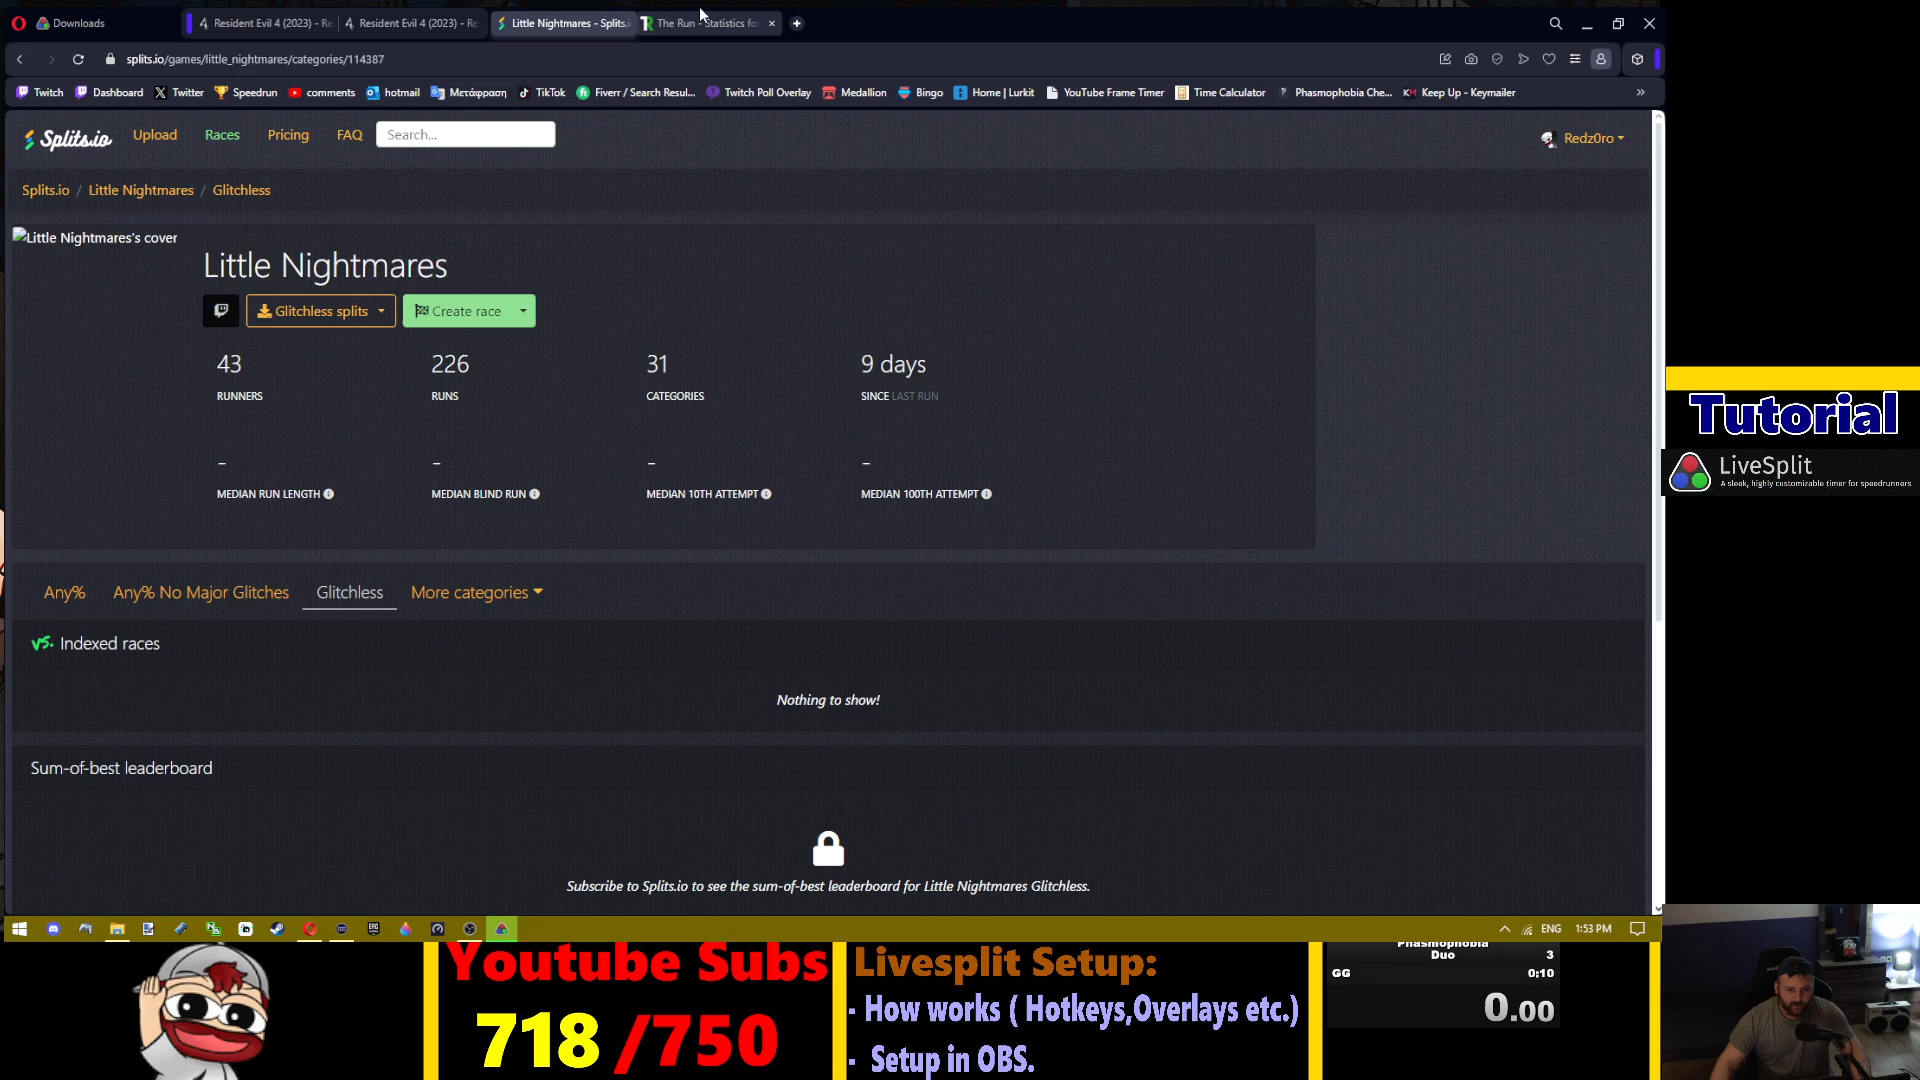 Downloads
Resident Evil 4 (2023) - Re
Resident Evil 4 (2023) - Re
Little Nightmares - Splits.i
The Run - Statistics fo
splits.io/games/little_nightmares/categories/114387
Twitch
Dashboard
Twitter
Speedrun
comments
hotmail
Μετάφραση
TikTok
Fiverr / Search Resul...
Twitch Poll Overlay
Medallion
Bingo
Home | Lurkit
YouTube Frame Timer
Time Calculator
Phasmophobia Che...
KM Keep Up - Keymailer
Splits.io
Upload
Races
Pricing
FAQ
Search...
Redz0ro
Splits.io / Little Nightmares / Glitchless
Little Nightmares's cover
Little Nightmares
Glitchless splits
Create race
43
226
31
9 days
RUNNERS
RUNS
CATEGORIES
SINCE LAST RUN
–
–
–
–
MEDIAN RUN LENGTH
MEDIAN BLIND RUN
MEDIAN 10TH ATTEMPT
MEDIAN 100TH ATTEMPT
Any%
Any% No Major Glitches
Glitchless
More categories
vs. Indexed races
Nothing to show!
Sum-of-best leaderboard
Subscribe to Splits.io to see the sum-of-best leaderboard for Little Nightmares Glitchless.
ENG
1:53 PM
Tutorial
LiveSplit
A sleek, highly customizable timer for speedrunners
Youtube Subs
718 /750
Livesplit Setup:
- How works ( Hotkeys,Overlays etc.)
- Setup in OBS.
Phasmophobia
Duo 3
GG 0:10
0.00